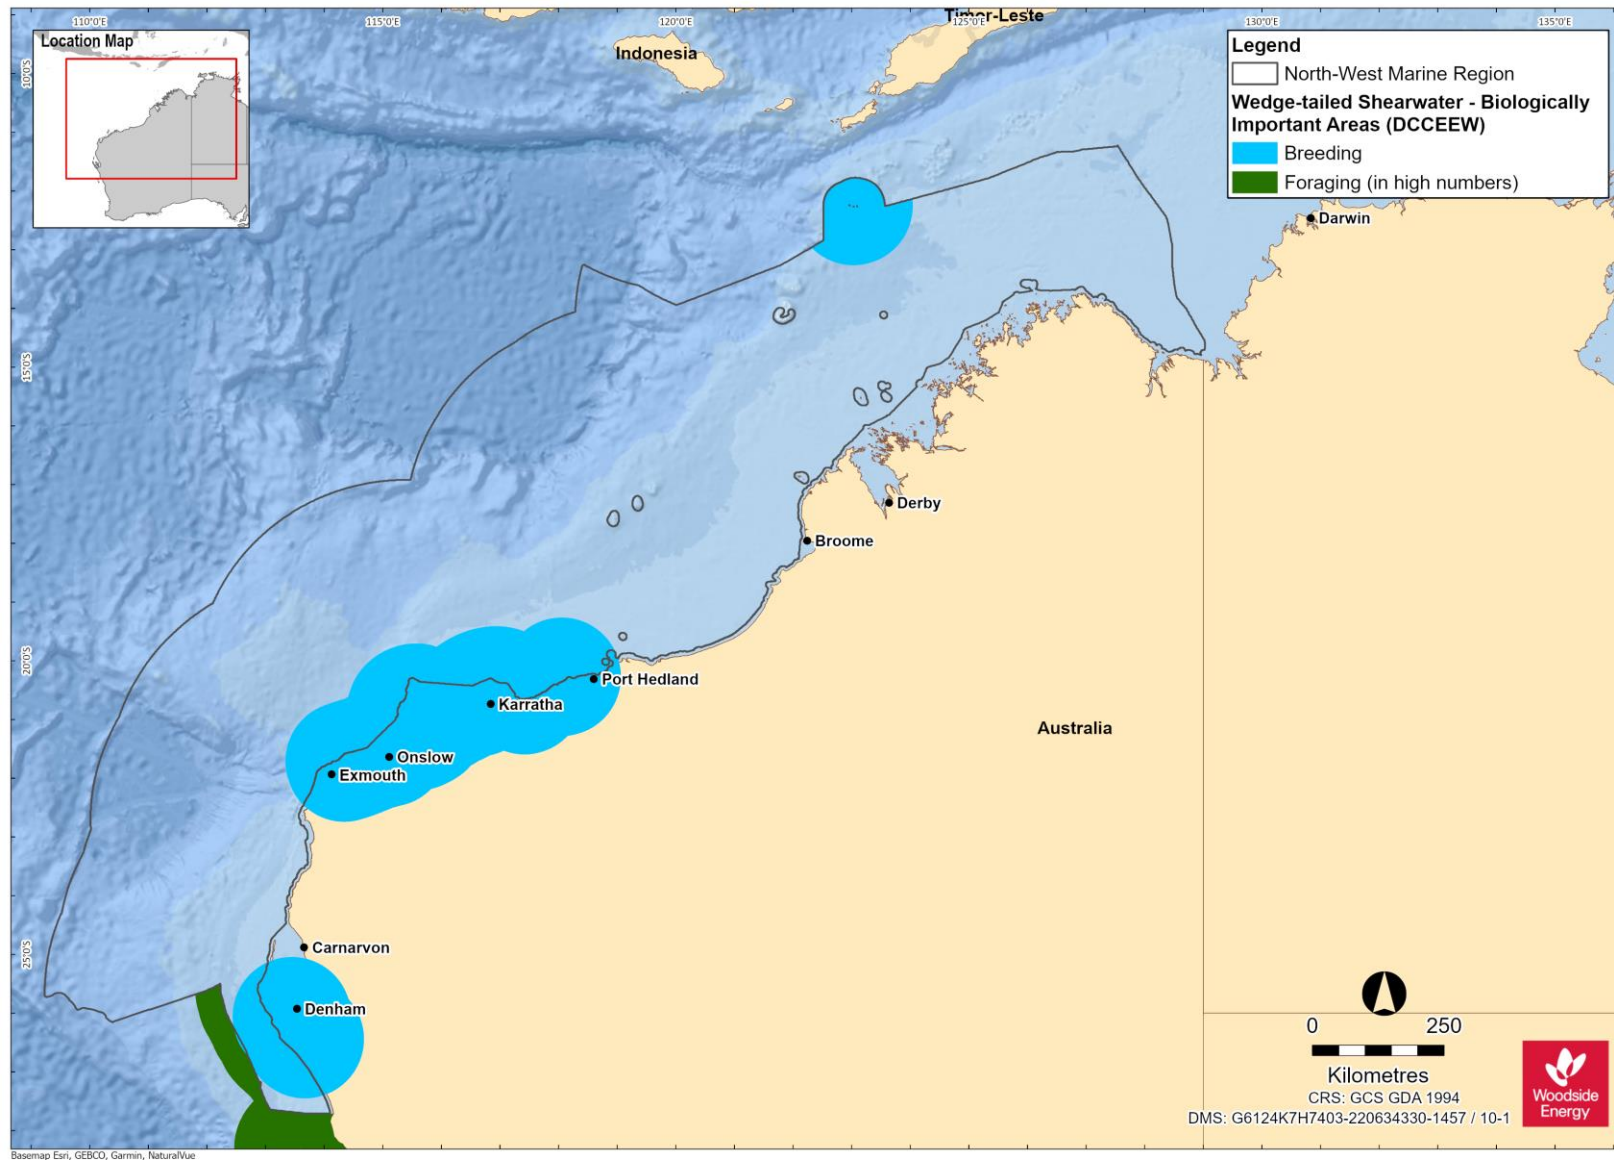 110°0'E
115°0'E
120°0'E
125°0'E
130°0'E
135°0'E
Timor-Leste
Location Map
Indonesia
Legend
North-West Marine Region
Wedge-tailed Shearwater - Biologically
Important Areas (DCCEEW)
Breeding
Foraging (in high numbers)
10°0'S
Darwin
15°0'S
Derby
Broome
20°0'S
Port Hedland
Karratha
Australia
Onslow
Exmouth
25°0'S
Carnarvon
Denham
0 250
Kilometres
CRS: GCS GDA 1994
DMS: G6124K7H7403-220634330-1457 / 10-1
Woodside
Energy
Basemap Esri, GEBCO, Garmin, NaturalVue